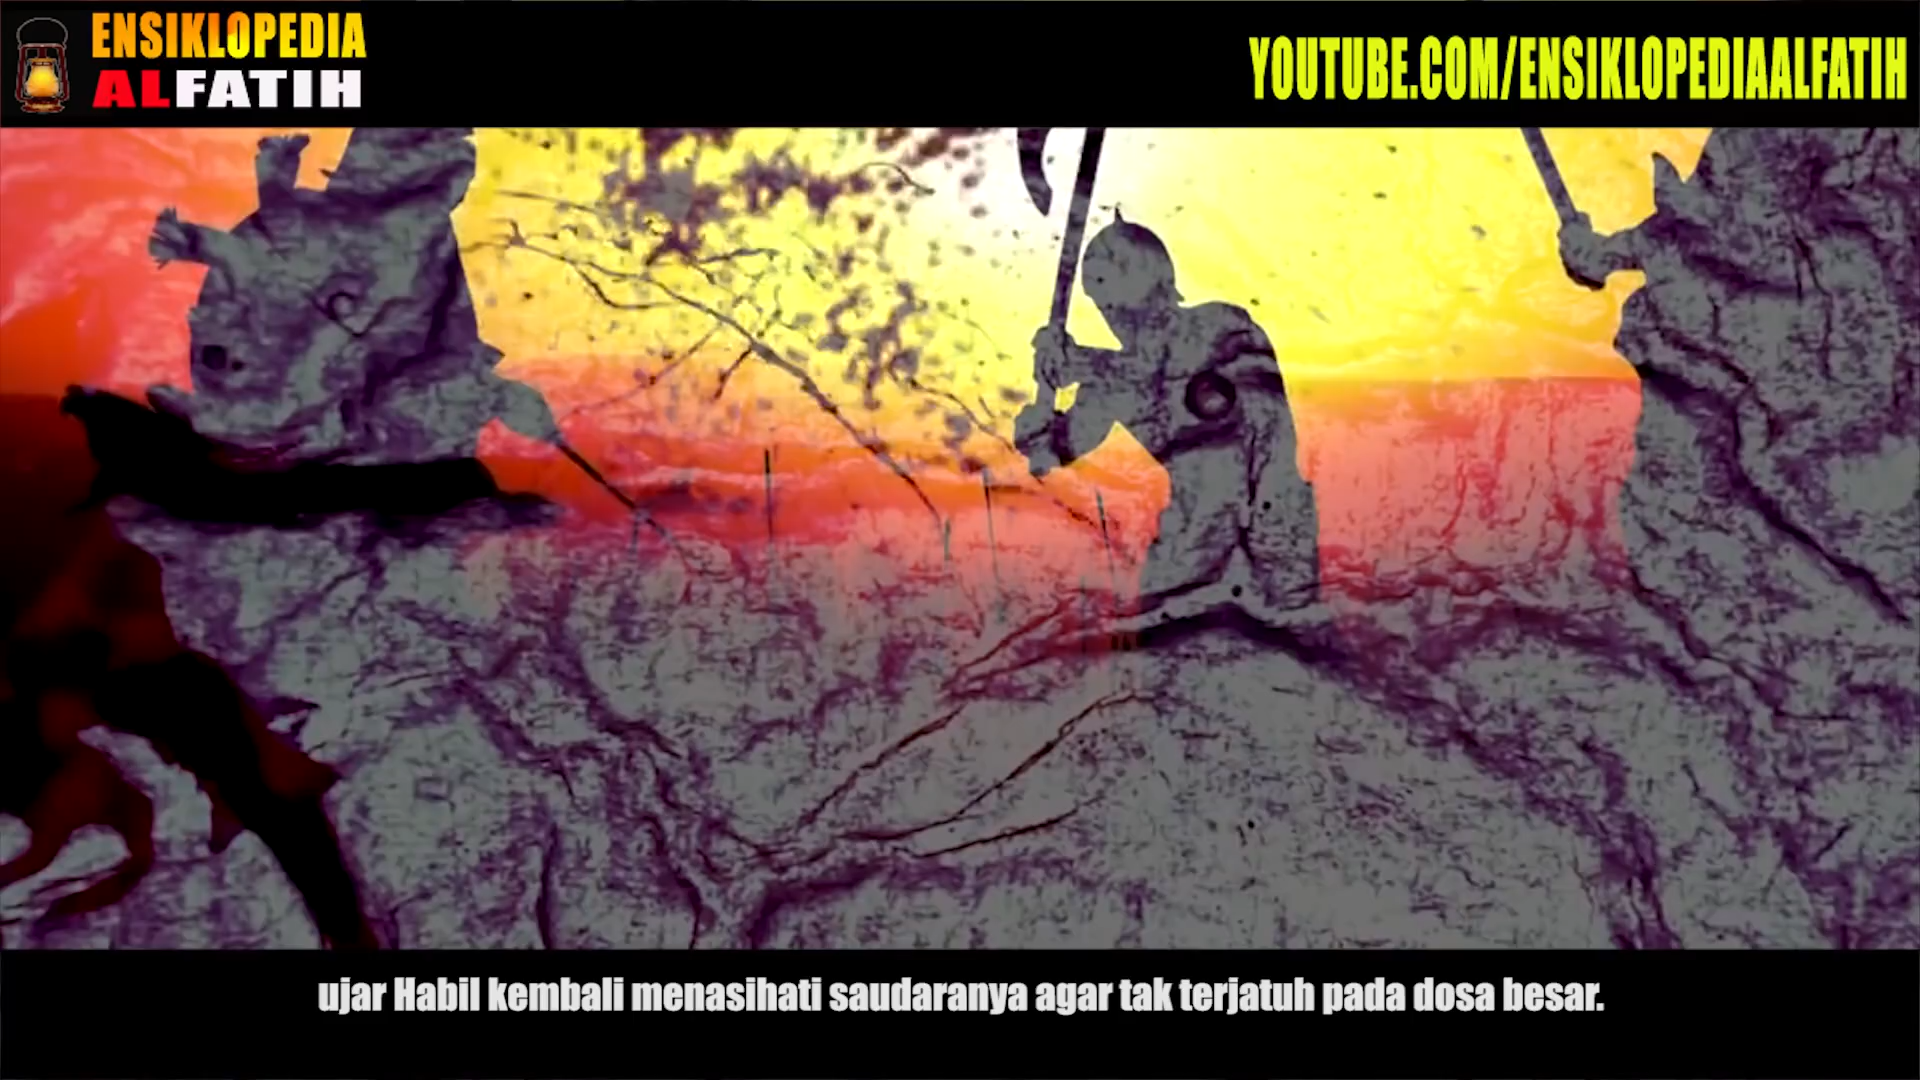 ENSIKLOPEDIA
ALFATIH
YOUTUBE.COM/ENSIKLOPEDIAALFATIH
ujar Habil kembali menasihati saudaranya agar tak terjatuh pada dosa besar.